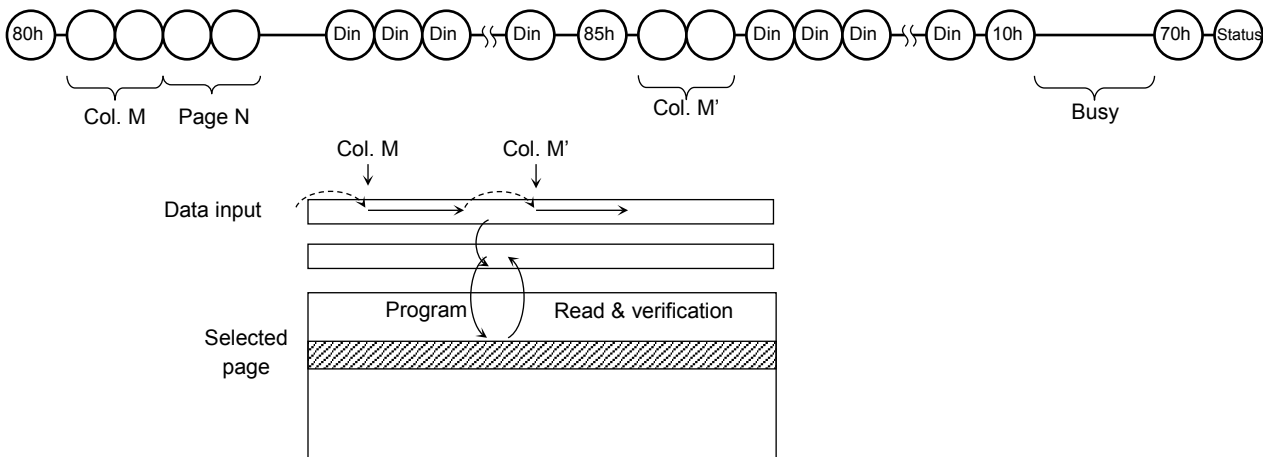 80h Din Din Din Din 85h Din Din Din Din 10h 70h Status
Col. M Page N Col. M’ Busy
Col. M Col. M’
Data input
Program Read & verification
Selected
page